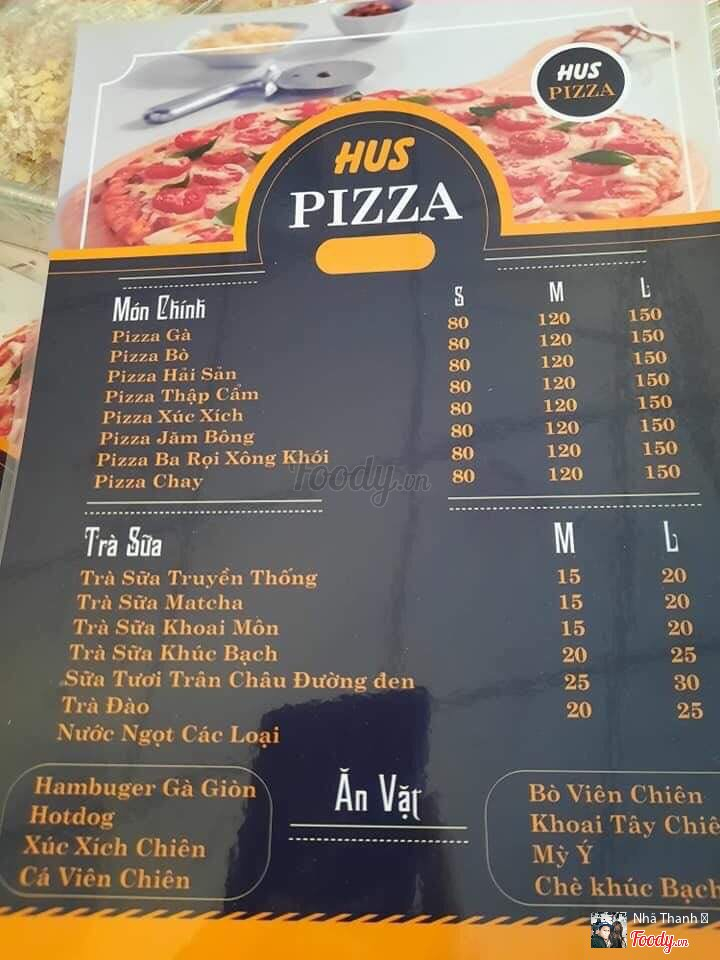 HUS
PIZZA
HUS
PIZZA
Món Chính S M L
Pizza Gà 80 120 150
Pizza Bò 80 120 150
Pizza Hải Sản 80 120 150
Pizza Thập Cẩm 80 120 150
Pizza Xúc Xích 80 120 150
Pizza Jăm Bông 80 120 150
Pizza Ba Rọi Xông Khói 80 120 150
Pizza Chay 80 120 150
Foody.vn
Trà Sữa M L
Trà Sữa Truyền Thống 15 20
Trà Sữa Matcha 15 20
Trà Sữa Khoai Môn 15 20
Trà Sữa Khúc Bạch 20 25
Sữa Tươi Trân Châu Đường đen 25 30
Trà Đào 20 25
Nước Ngọt Các Loại
Ăn Vặt
Hambuger Gà Giòn
Hotdog
Xúc Xích Chiên
Cá Viên Chiên
Bò Viên Chiên
Khoai Tây Chiê
Mỳ Ý
Chè khúc Bạch
Nhã Thanh
Foody.vn